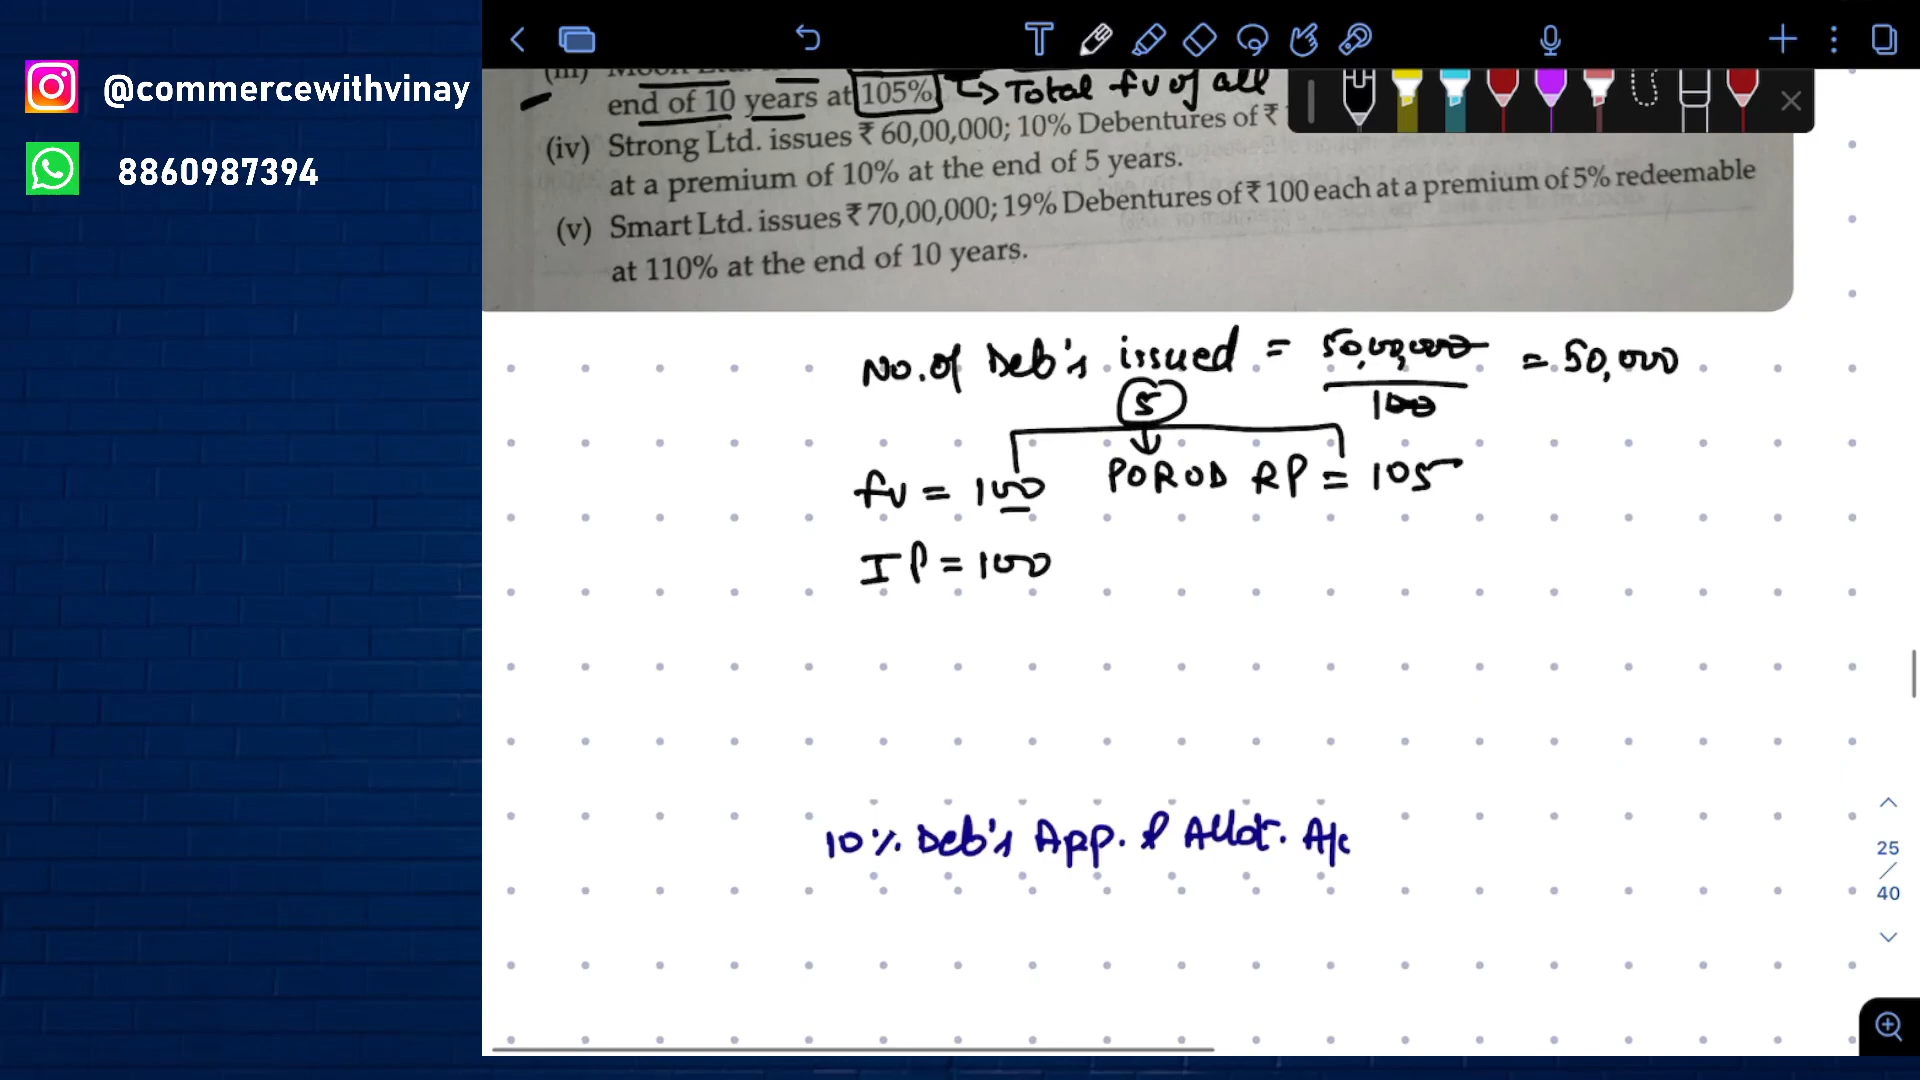 @commercewithvinay
8860987394
end of 10 years at 105% → Total fv of all
(iv) Strong Ltd. issues ₹ 60,00,000; 10% Debentures of ₹
at a premium of 10% at the end of 5 years.
(v) Smart Ltd. issues ₹ 70,00,000; 19% Debentures of ₹ 100 each at a premium of 5% redeemable
at 110% at the end of 10 years.
No. of Deb's issued = 50,00,000 = 50,000
100
5
fv = 100 POROD RP = 105
IP = 100
10% Deb's App. & Allot. A/c
25
/
40